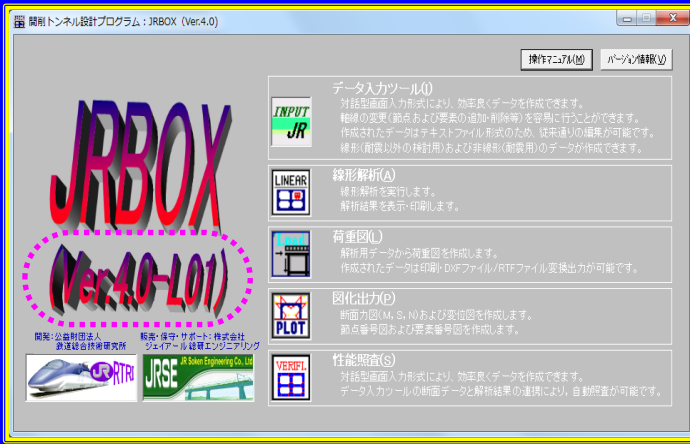 開削トンネル設計プログラム：JRBOX (Ver.4.0)
操作マニュアル(M)
バージョン情報(V)
JRBOX
(Ver.4.0-L01)
開発：公益財団法人
鉄道総合技術研究所
販売・保守・サポート：株式会社
ジェイアール総研エンジニアリング
RTRI
JRSE
JR Soken Engineering Co., Ltd
INPUT
JR
データ入力ツール(I)
対話型画面入力形式により、効率良くデータを作成できます。
軸線の変更(節点および要素の追加・削除等)を容易に行うことができます。
作成されたデータはテキストファイル形式のため、従来通りの編集が可能です。
線形(耐震以外の検討用)および非線形(耐震用)のデータが作成できます。
LINEAR
線形解析(A)
線形解析を実行します。
解析結果を表示・印刷します。
Load
荷重図(L)
解析用データから荷重図を作成します。
作成されたデータは印刷・DXFファイル/RTFファイル変換出力が可能です。
PLOT
図化出力(P)
断面力図(M, S, N)および変位図を作成します。
節点番号図および要素番号図を作成します。
VERIFI.
性能照査(S)
対話型画面入力形式により、効率良くデータを作成できます。
データ入力ツールの断面データと解析結果の連携により、自動照査が可能です。